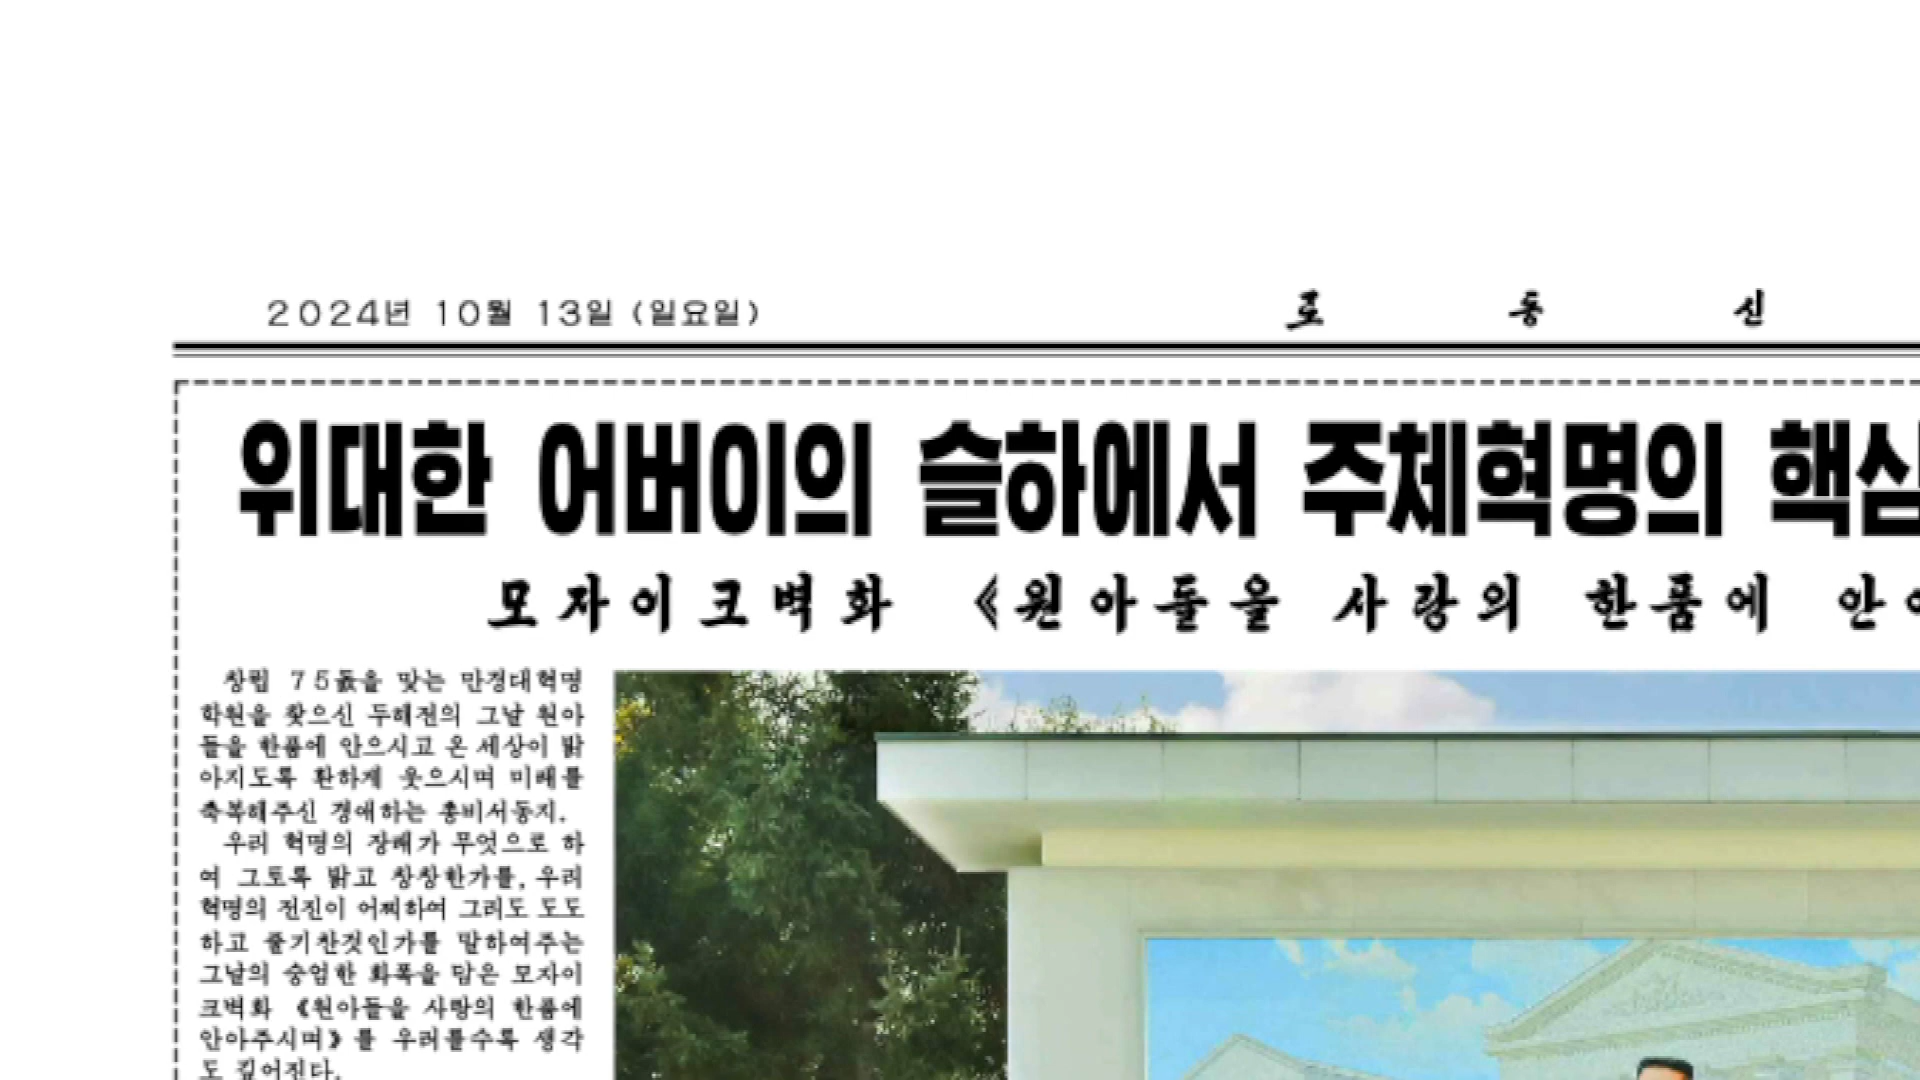 2024년 10월 13일 (일요일)
로 동 신
위대한 어버이의 슬하에서 주체혁명의 핵심
모자이크벽화 《원아들을 사랑의 한품에 안아
창립 75돐을 맞는 만경대혁명
학원을 찾으신 두해전의 그날 원아
들을 한품에 안으시고 온 세상이 밝
아지도록 환하게 웃으시며 미래를
축복해주신 경애하는 총비서동지.
우리 혁명의 장래가 무엇으로 하
여 그토록 밝고 창창한가를, 우리
혁명의 전진이 어찌하여 그리도 도도
하고 줄기찬것인가를 말하여주는
그날의 숭엄한 화폭을 담은 모자이
크벽화 《원아들을 사랑의 한품에
안아주시며》를 우러를수록 생각
도 깊어진다.